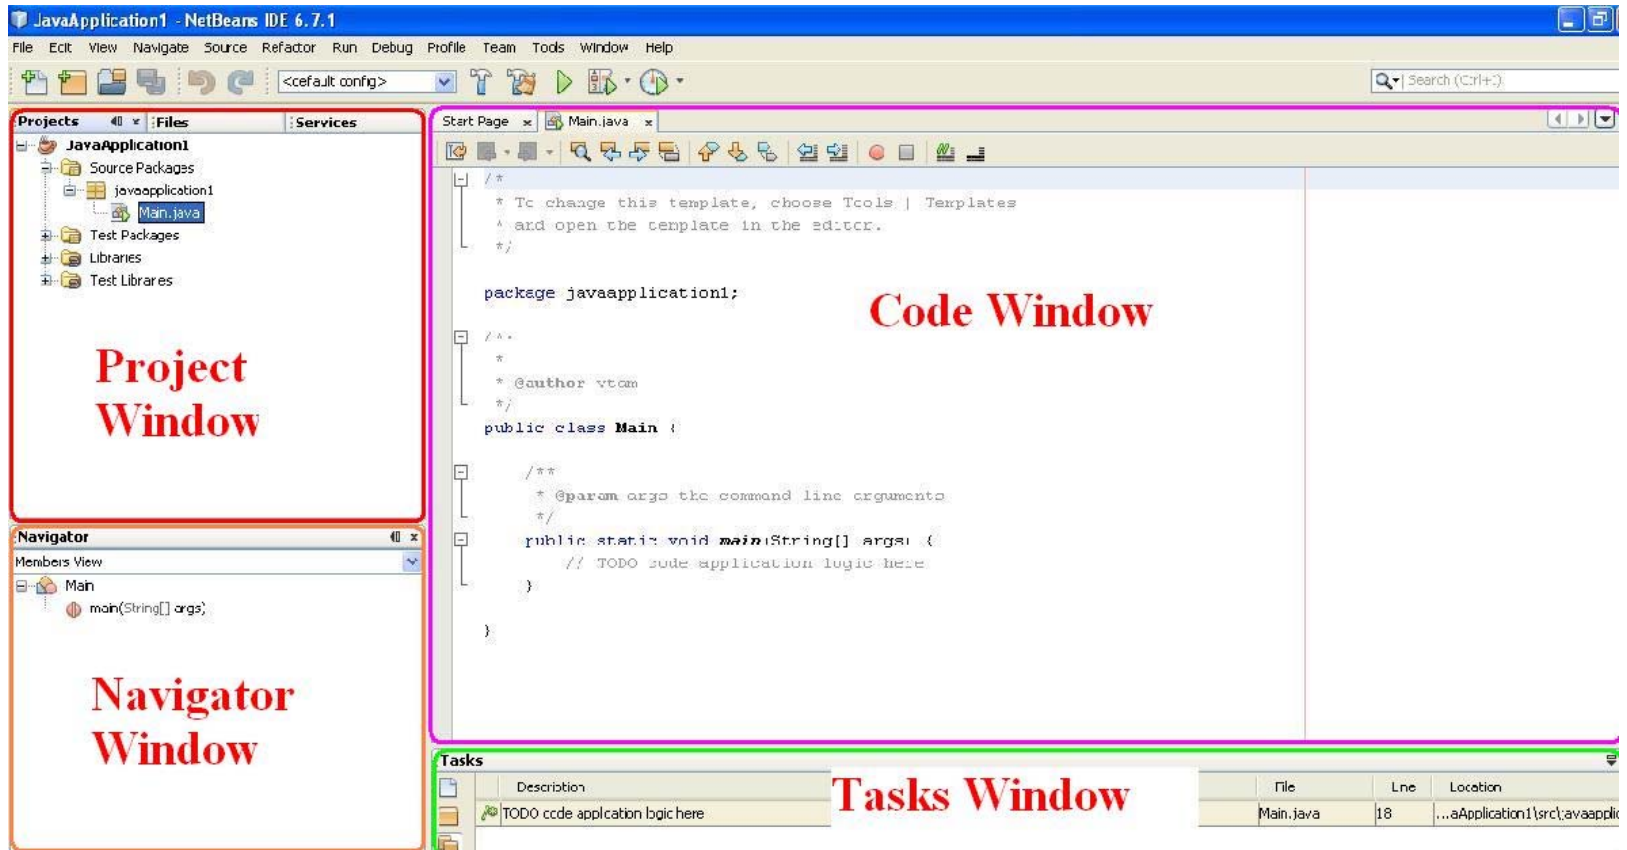 JavaApplication1 - NetBeans IDE 6.7.1
File Edit View Navigate Source Refactor Run Debug Profile Team Tools Window Help
<default config>
Search (Ctrl+I)
Projects Files Services
JavaApplication1
Source Packages
javaapplication1
Main.java
Test Packages
Libraries
Test Libraries
Project
Window
Navigator
Members View
Main
main(String[] args)
Navigator
Window
Start Page Main.java
/*
* To change this template, choose Tools | Templates
* and open the template in the editor.
*/
package javaapplication1;
Code Window
/**
*
* @author
*/
public class Main {
/**
* @param args the command line arguments
*/
public static void main(String[] args) {
// TODO code application logic here
}
}
Tasks
Tasks Window
Description File Line Location
TODO code application logic here Main.java 18 ...aApplication1\src\javaapplic